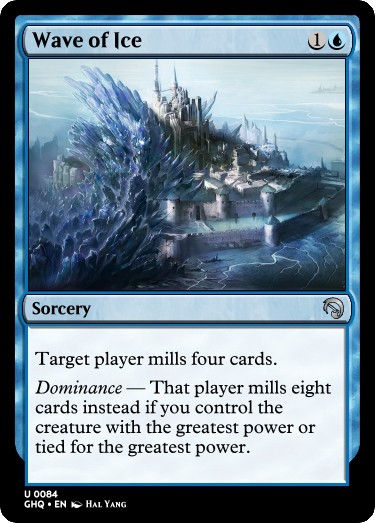 Wave of Ice 1
Sorcery
Target player mills four cards.
Dominance — That player mills eight
cards instead if you control the
creature with the greatest power or
tied for the greatest power.
U 0084
GHQ • EN Hal Yang